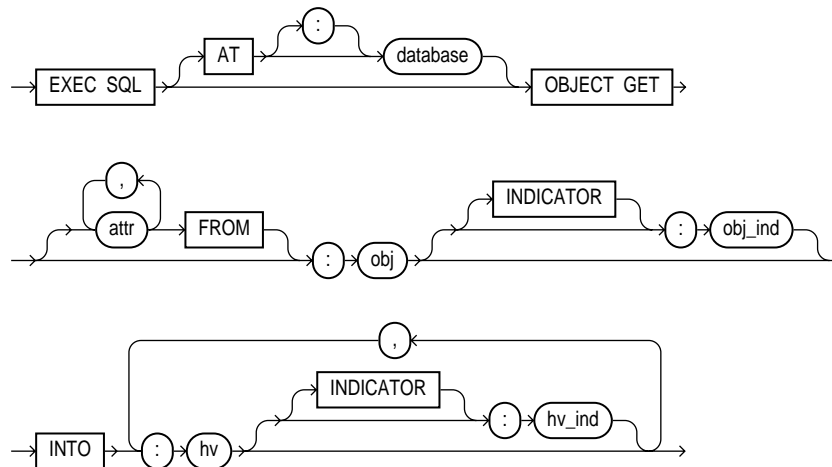 :
AT database
EXEC SQL OBJECT GET
, INDICATOR
attr FROM : obj_ind
: obj
,
INDICATOR
INTO : hv : hv_ind